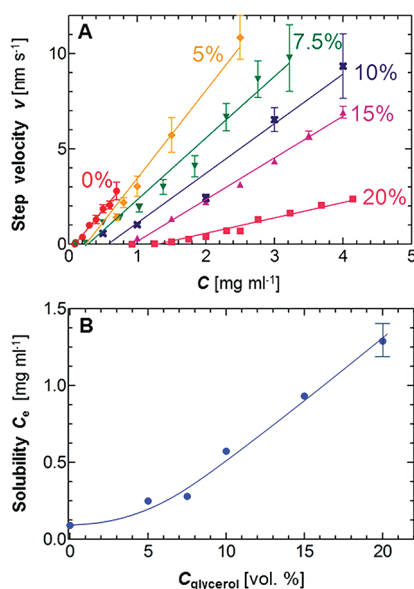 A
Step velocity v [nm s⁻¹]
10
5
0
0%
5%
7.5%
10%
15%
20%
0 1 2 3 4 5
C [mg ml⁻¹]
B
Solubility Cₑ [mg ml⁻¹]
1.5
1.0
0.5
0.0
0 5 10 15 20
C_glycerol [vol. %]